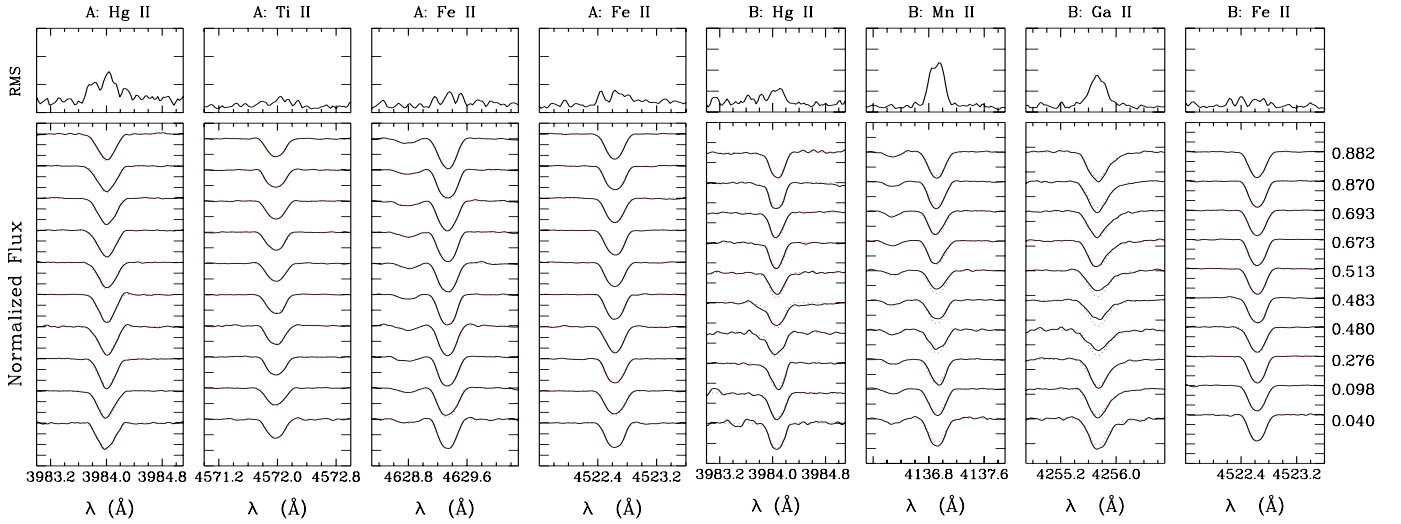 A: Hg II A: Ti II A: Fe II A: Fe II B: Hg II B: Mn II B: Ga II B: Fe II
RMS
Normalized Flux
0.882
0.870
0.693
0.673
0.513
0.483
0.480
0.276
0.098
0.040
3983.2 3984.0 3984.8 4571.2 4572.0 4572.8 4628.8 4629.6 4522.4 4523.2 3983.2 3984.0 3984.8 4136.8 4137.6 4255.2 4256.0 4522.4 4523.2
λ (Å) λ (Å) λ (Å) λ (Å) λ (Å) λ (Å) λ (Å) λ (Å)